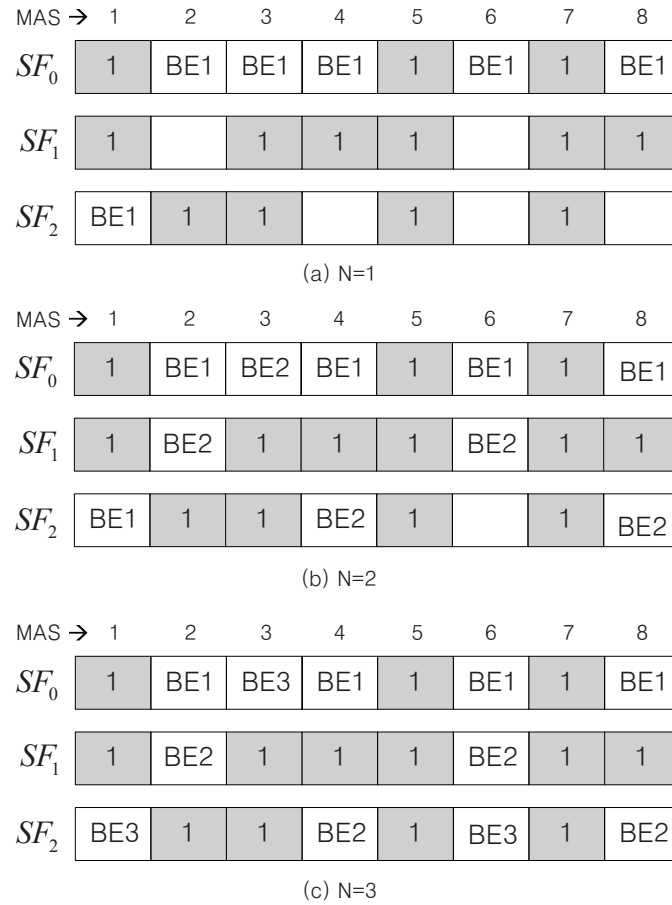 MAS → 1 2 3 4 5 6 7 8
SF₀ 1 BE1 BE1 BE1 1 BE1 1 BE1
SF₁ 1 1 1 1 1 1
SF₂ BE1 1 1 1 1
(a) N=1
MAS → 1 2 3 4 5 6 7 8
SF₀ 1 BE1 BE2 BE1 1 BE1 1 BE1
SF₁ 1 BE2 1 1 1 BE2 1 1
SF₂ BE1 1 1 BE2 1 1 BE2
(b) N=2
MAS → 1 2 3 4 5 6 7 8
SF₀ 1 BE1 BE3 BE1 1 BE1 1 BE1
SF₁ 1 BE2 1 1 1 BE2 1 1
SF₂ BE3 1 1 BE2 1 BE3 1 BE2
(c) N=3